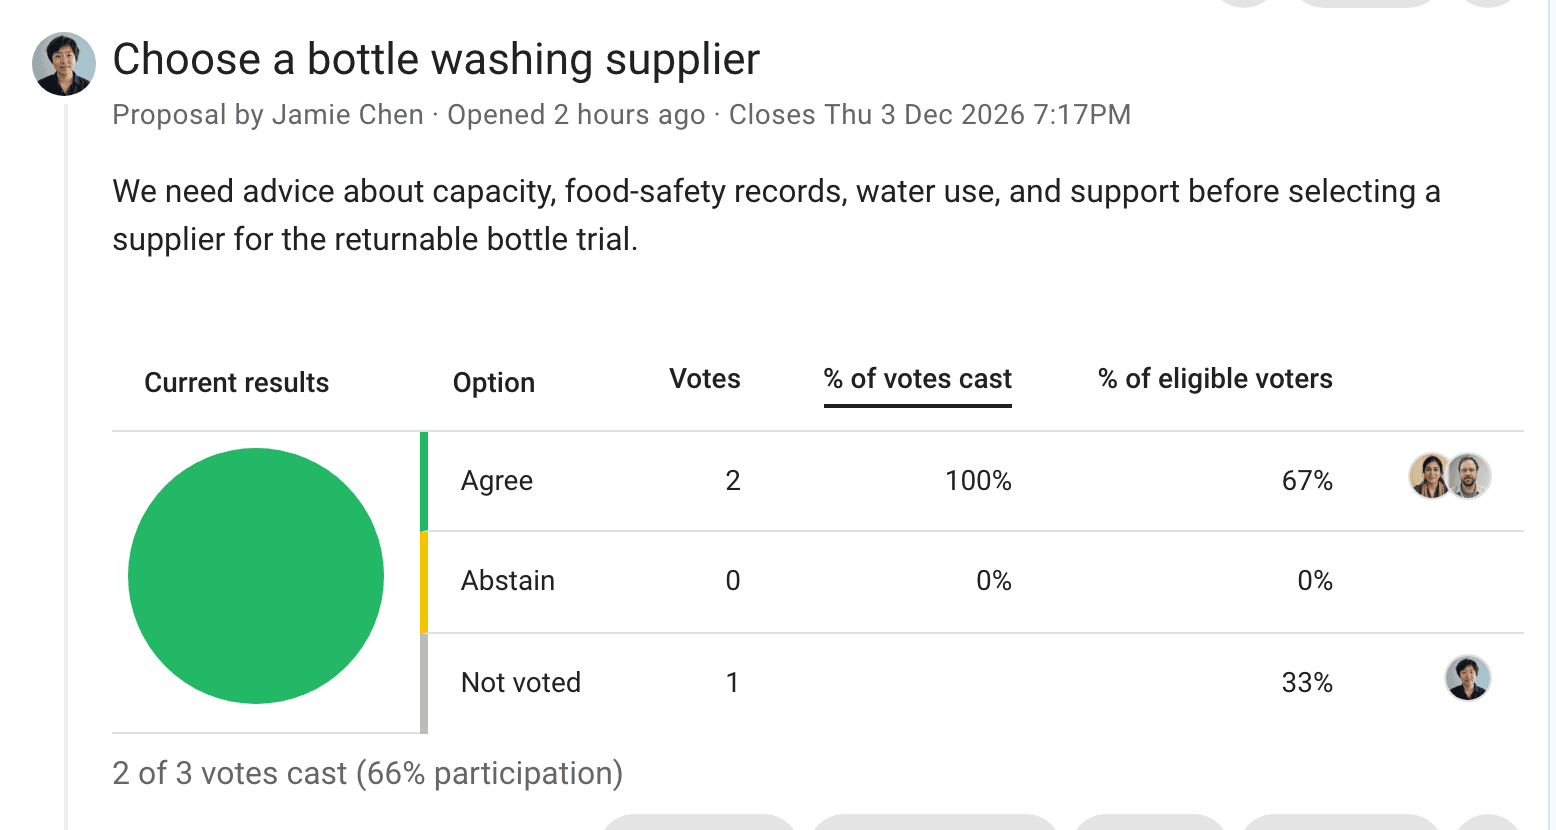 Choose a bottle washing supplier
Proposal by Jamie Chen · Opened 2 hours ago · Closes Thu 3 Dec 2026 7:17PM
We need advice about capacity, food-safety records, water use, and support before selecting a
supplier for the returnable bottle trial.
Current results Option Votes % of votes cast % of eligible voters
Agree 2 100% 67%
Abstain 0 0% 0%
Not voted 1 33%
2 of 3 votes cast (66% participation)